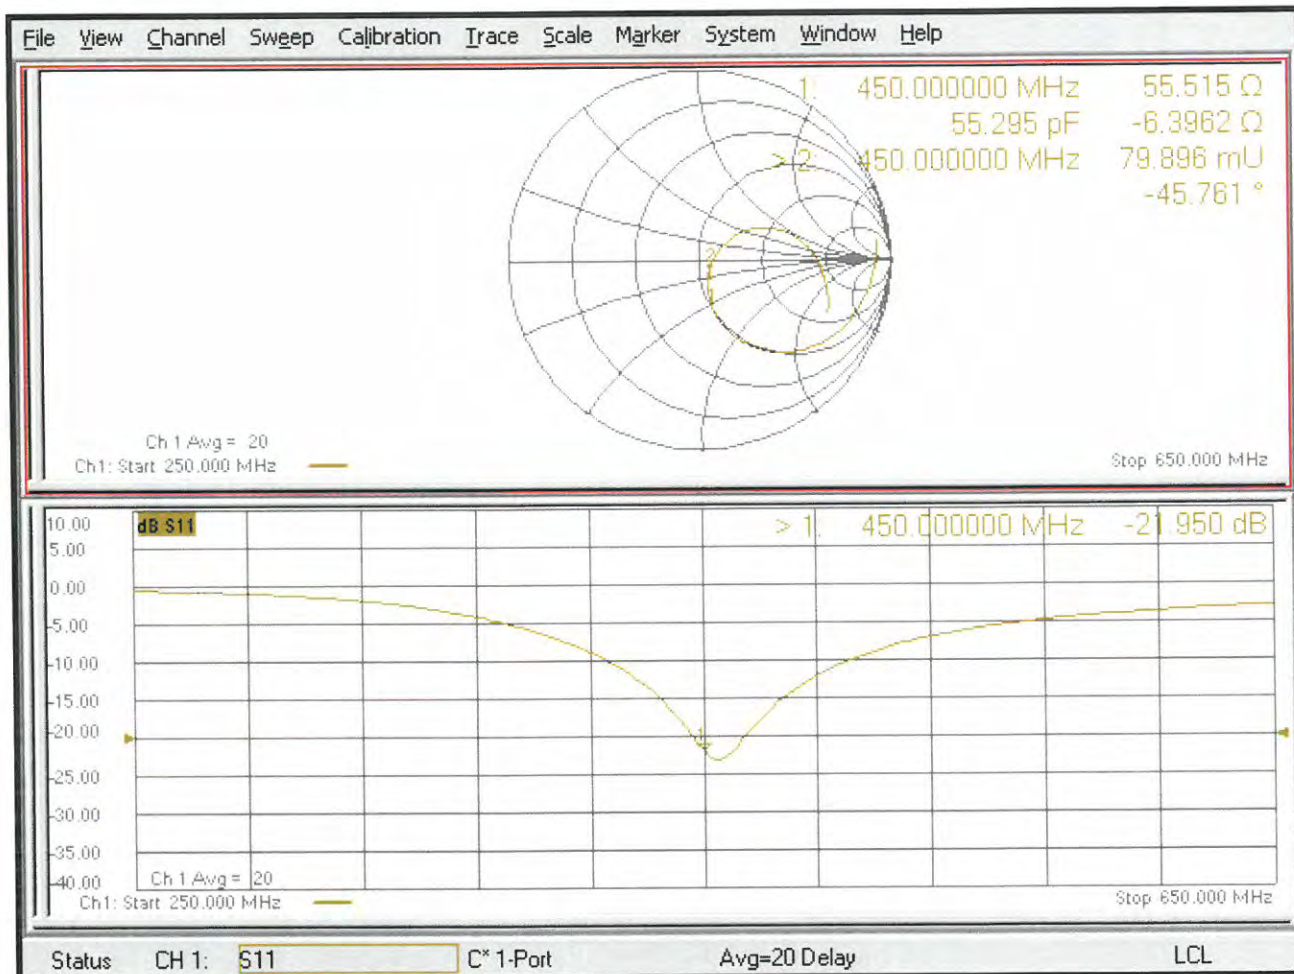 File View Channel Sweep Calibration Trace Scale Marker System Window Help
1: 450.000000 MHz 55.515 Ω
55.295 pF -6.3962 Ω
> 2: 450.000000 MHz 79.896 mU
-45.761 °
2
1
Ch 1 Avg = 20
Ch1: Start 250.000 MHz
Stop 650.000 MHz
10.00
dB S11
> 1: 450.000000 MHz -21.950 dB
5.00
0.00
-5.00
-10.00
-15.00
-20.00
1
-25.00
-30.00
-35.00
-40.00
Ch 1 Avg = 20
Ch1: Start 250.000 MHz
Stop 650.000 MHz
Status CH 1: S11 C* 1-Port Avg=20 Delay LCL